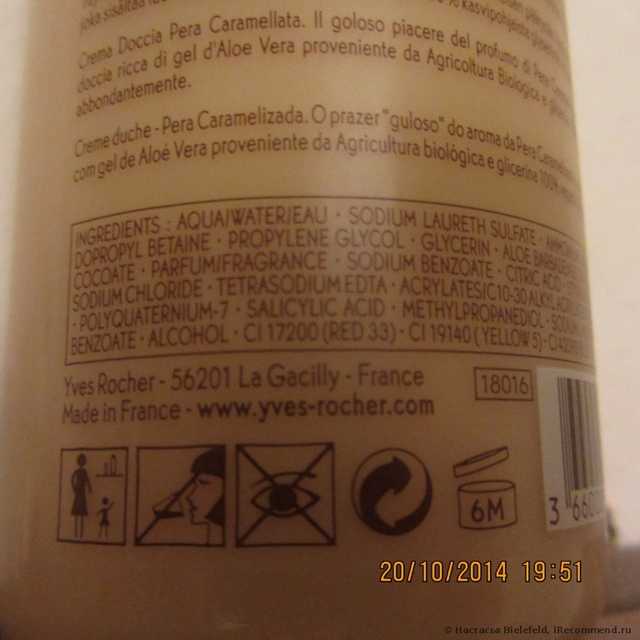 Crema Doccia Pera Caramellata. Il goloso piacere del profumo di Pera
doccia ricca di gel d'Aloe Vera proveniente da Agricoltura Biologica e
abbondantemente.
Creme duche - Pera Caramelizada. O prazer "guloso" do aroma da Pera
com gel de Aloé Vera proveniente da Agricultura biológica e glicerina 100%
INGREDIENTS : AQUA/WATER/EAU · SODIUM LAURETH SULFATE ·
DOPROPYL BETAINE · PROPYLENE GLYCOL · GLYCERIN · ALOE
COCOATE · PARFUM/FRAGRANCE · SODIUM BENZOATE · CITRIC ACID ·
SODIUM CHLORIDE · TETRASODIUM EDTA · ACRYLATES/C10-30 ALKYL
· POLYQUATERNIUM-7 · SALICYLIC ACID · METHYLPROPANEDIOL ·
BENZOATE · ALCOHOL · CI 17200 (RED 33) · CI 19140 (YELLOW 5) ·
Yves Rocher - 56201 La Gacilly - France
18016
Made in France - www.yves-rocher.com
6M
3
20/10/2014 19:51
© Настасья Bielefeld, iRecommend.ru